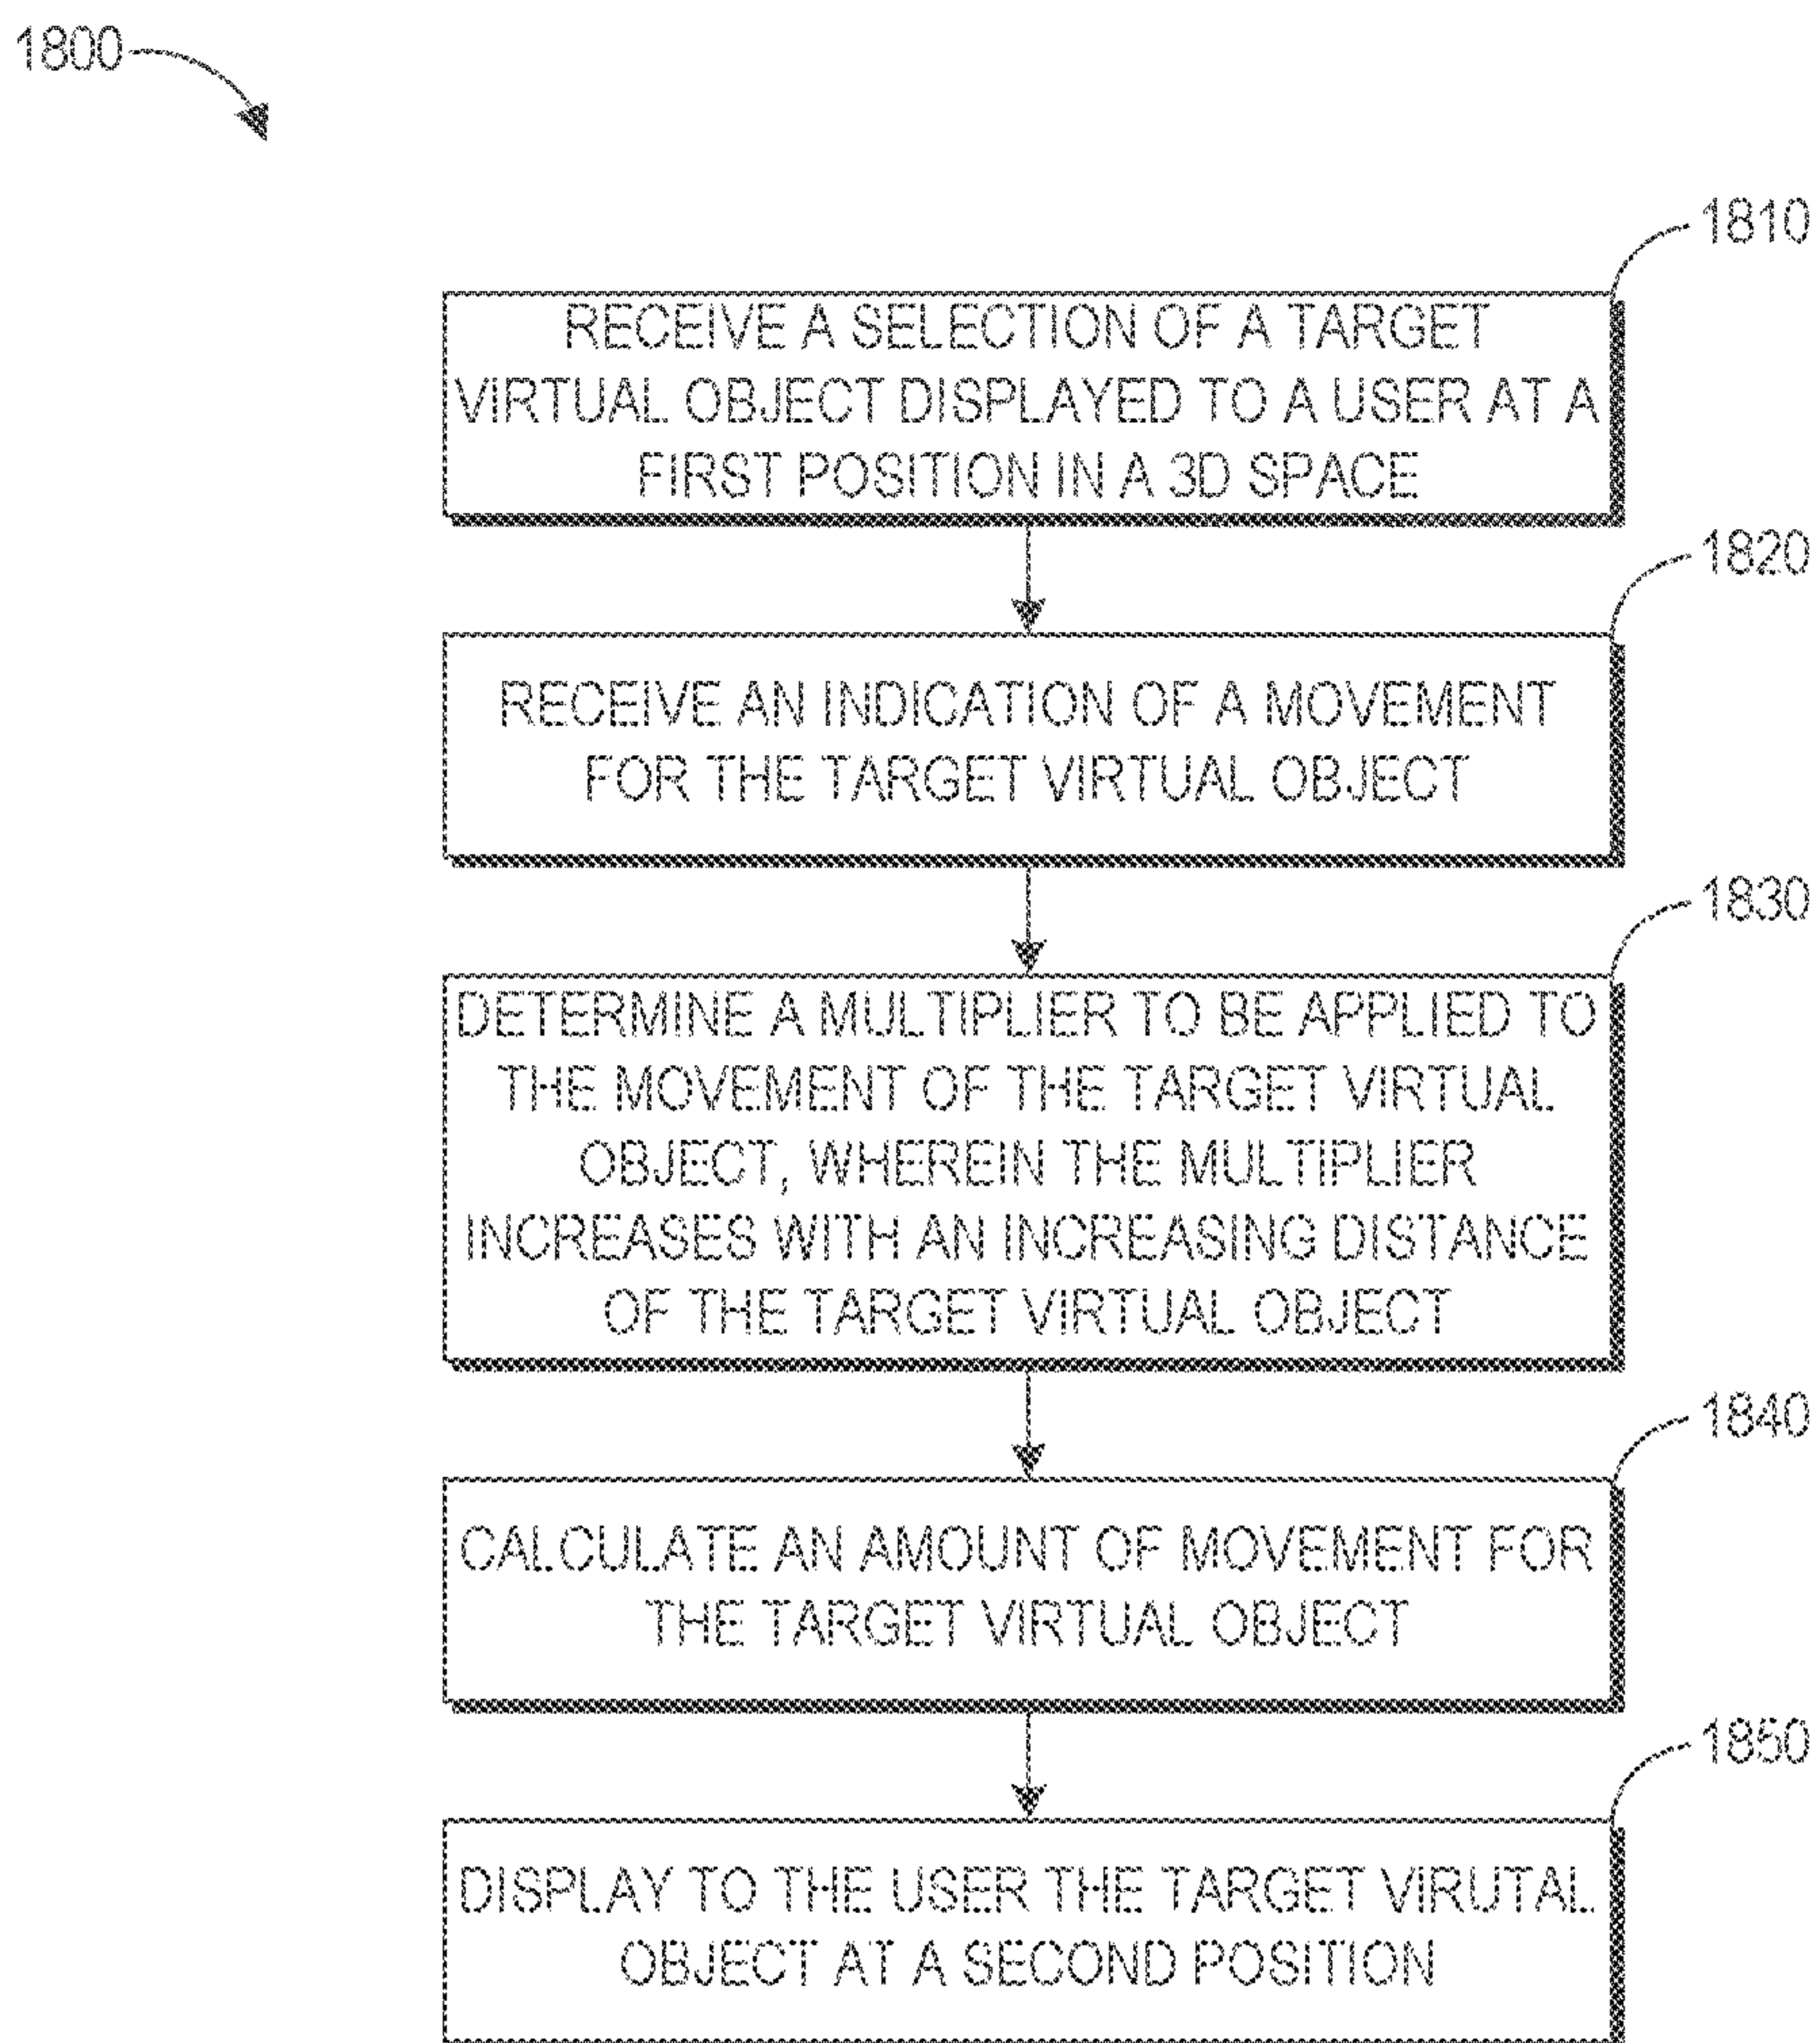 1800
1810
RECEIVE A SELECTION OF A TARGET
VIRTUAL OBJECT DISPLAYED TO A USER AT A
FIRST POSITION IN A 3D SPACE
1820
RECEIVE AN INDICATION OF A MOVEMENT
FOR THE TARGET VIRTUAL OBJECT
1830
DETERMINE A MULTIPLIER TO BE APPLIED TO
THE MOVEMENT OF THE TARGET VIRTUAL
OBJECT, WHEREIN THE MULTIPLIER
INCREASES WITH AN INCREASING DISTANCE
OF THE TARGET VIRTUAL OBJECT
1840
CALCULATE AN AMOUNT OF MOVEMENT FOR
THE TARGET VIRTUAL OBJECT
1850
DISPLAY TO THE USER THE TARGET VIRUTAL
OBJECT AT A SECOND POSITION